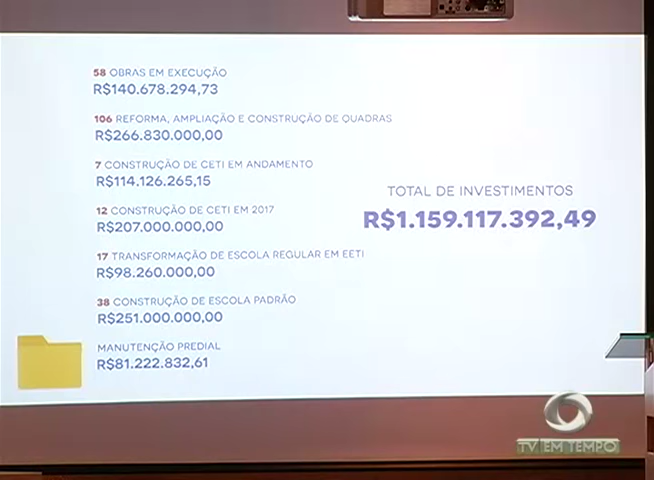 58 OBRAS EM EXECUÇÃO
R$140.678.294,73
106 REFORMA, AMPLIAÇÃO E CONSTRUÇÃO DE QUADRAS
R$266.830.000,00
7 CONSTRUÇÃO DE CETI EM ANDAMENTO
R$114.126.265,15
12 CONSTRUÇÃO DE CETI EM 2017
R$207.000.000,00
17 TRANSFORMAÇÃO DE ESCOLA REGULAR EM EETI
R$98.260.000,00
38 CONSTRUÇÃO DE ESCOLA PADRÃO
R$251.000.000,00
MANUTENÇÃO PREDIAL
R$81.222.832,61
TOTAL DE INVESTIMENTOS
R$1.159.117.392,49
TV EM TEMPO